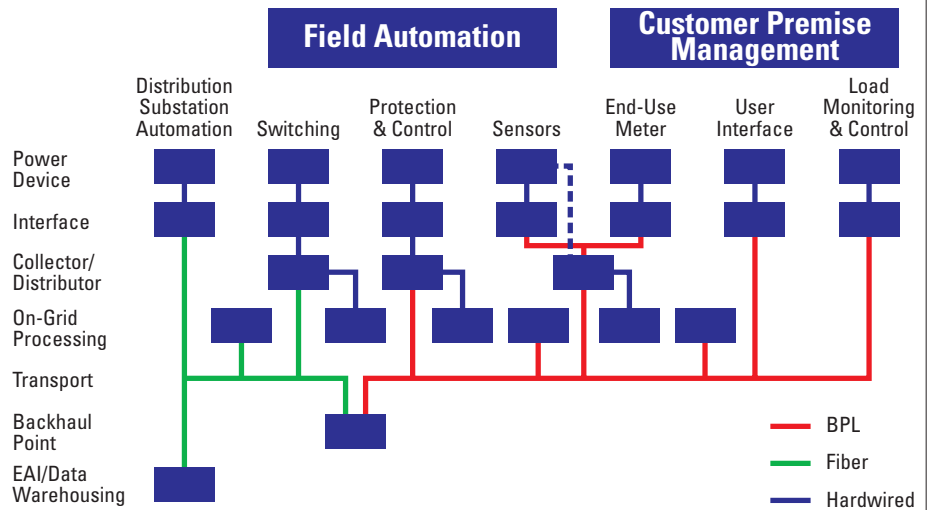 Field Automation
Customer Premise
Management
Distribution
Substation
Automation
Switching
Protection
& Control
Sensors
End-Use
Meter
User
Interface
Load
Monitoring
& Control
Power
Device
Interface
Collector/
Distributor
On-Grid
Processing
Transport
Backhaul
Point
EAI/Data
Warehousing
BPL
Fiber
Hardwired